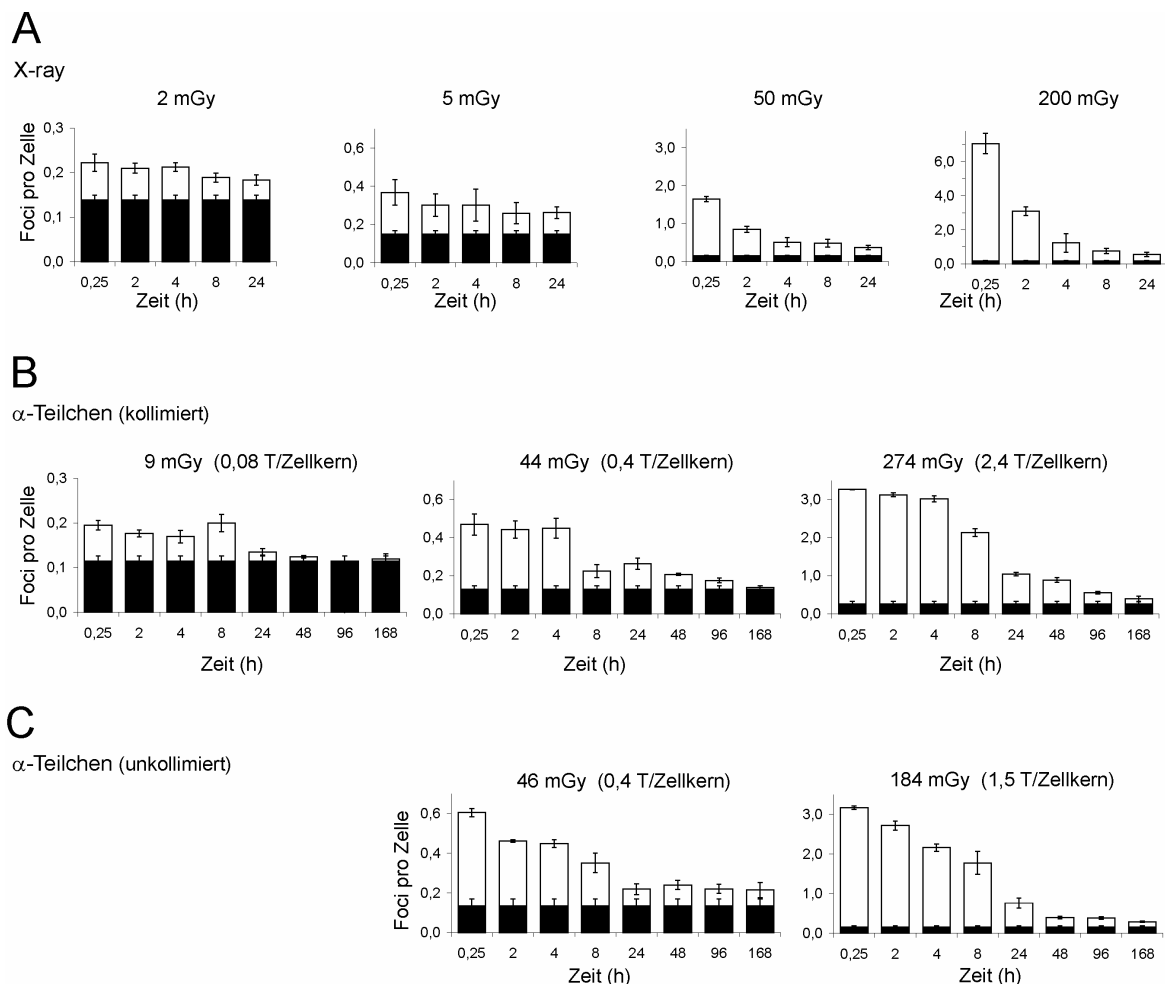 A
X-ray
2 mGy
5 mGy
50 mGy
200 mGy
Foci pro Zelle
0,3
0,2
0,1
0,0
0,25 2 4 8 24
Zeit (h)
0,6
0,4
0,2
0,0
0,25 2 4 8 24
Zeit (h)
3,0
2,0
1,0
0,0
0,25 2 4 8 24
Zeit (h)
6,0
4,0
2,0
0,0
0,25 2 4 8 24
Zeit (h)
B
α-Teilchen (kollimiert)
9 mGy (0,08 T/Zellkern)
44 mGy (0,4 T/Zellkern)
274 mGy (2,4 T/Zellkern)
Foci pro Zelle
0,3
0,2
0,1
0,0
0,25 2 4 8 24 48 96 168
Zeit (h)
0,6
0,4
0,2
0,0
0,25 2 4 8 24 48 96 168
Zeit (h)
3,0
2,0
1,0
0,0
0,25 2 4 8 24 48 96 168
Zeit (h)
C
α-Teilchen (unkollimiert)
46 mGy (0,4 T/Zellkern)
184 mGy (1,5 T/Zellkern)
Foci pro Zelle
0,6
0,4
0,2
0,0
0,25 2 4 8 24 48 96 168
Zeit (h)
3,0
2,0
1,0
0,0
0,25 2 4 8 24 48 96 168
Zeit (h)